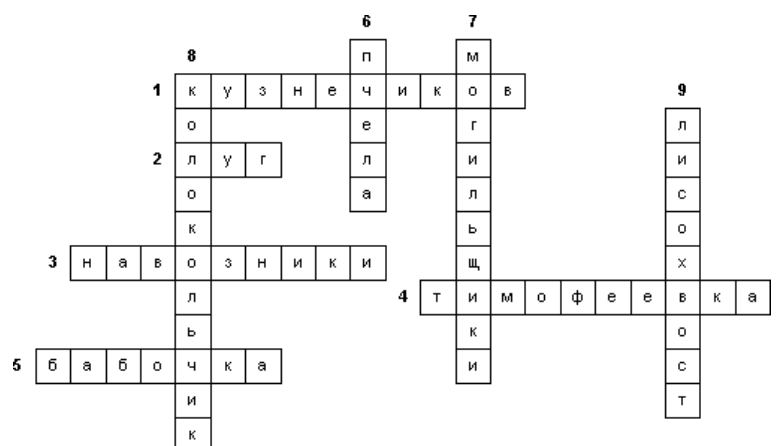 6 7
8 п м
1 к у з н е ч и к о в 9
о е г л
2 л у г л и и
о а л с
к ь о
3 н а в о з н и к и щ х
л 4 т и м о ф е е в к а
ь к о
5 б а б о ч к а и с
и т
к